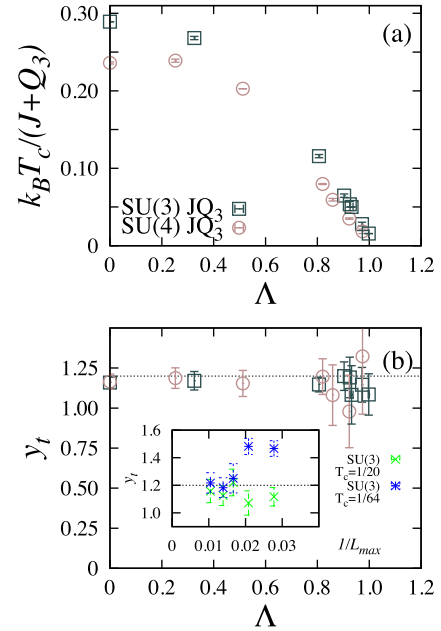 (a)
k_B T_c/(J+Q_3)
0.30
0.20
0.10
0
SU(3) JQ_3
SU(4) JQ_3
0 0.2 0.4 0.6 0.8 1.0
Λ
(b)
y_t
1.50
1.25
1.00
0.75
0.50
0.25
0
y_t
1.6
1.4
1.2
1.0
0 0.01 0.02 0.03 0.04
SU(3)
T_c=1/20
SU(3)
T_c=1/64
1/L_max
0 0.2 0.4 0.6 0.8 1.0
Λ